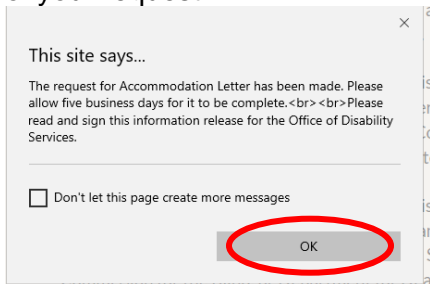 This site says...
The request for Accommodation Letter has been made. Please
allow five business days for it to be complete.<br><br>Please
read and sign this information release for the Office of Disability
Services.
Don't let this page create more messages
OK